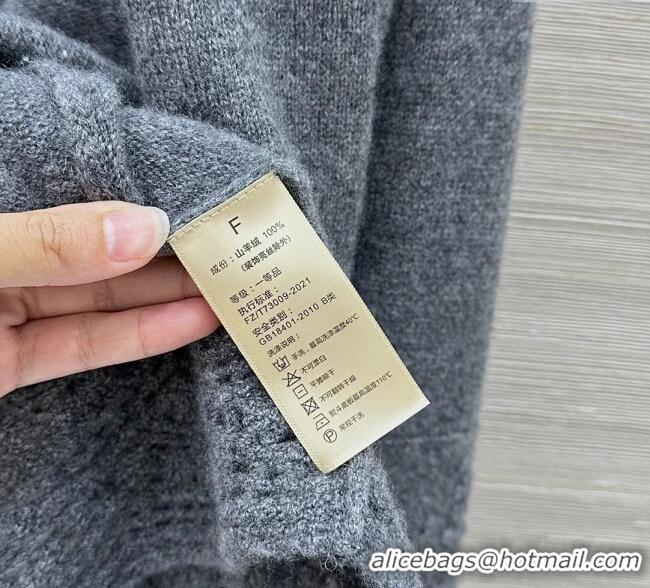 F
成份：山羊绒 100%
(装饰亮丝除外)
等级：一等品
执行标准：
FZ/T73009-2021
安全类别：
GB18401-2010 B类
洗涤说明：
手洗，最高洗涤温度40℃
不可漂白
平摊晾干
不可翻转干燥
熨斗底板最高温度110℃
P 常规干洗
alicebags@hotmail.com